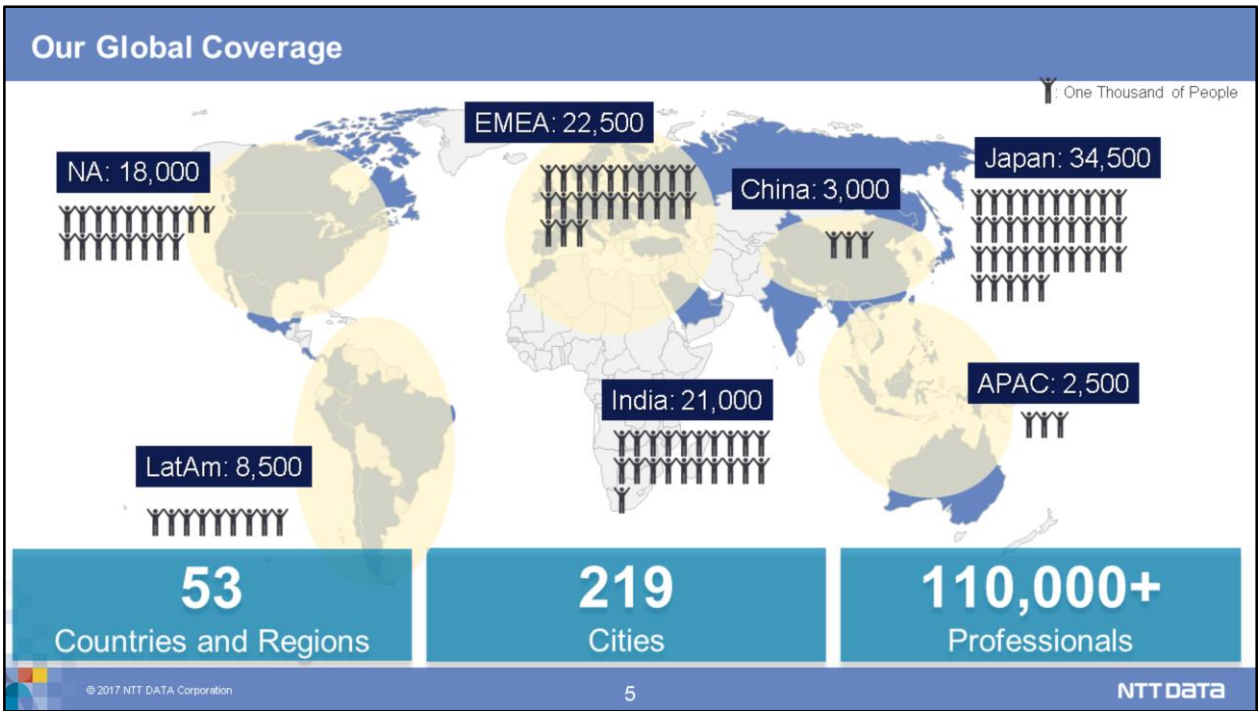 Our Global Coverage
: One Thousand of People
EMEA: 22,500
NA: 18,000
Japan: 34,500
China: 3,000
India: 21,000
APAC: 2,500
LatAm: 8,500
53
Countries and Regions
219
Cities
110,000+
Professionals
© 2017 NTT DATA Corporation
5
NTT DATA